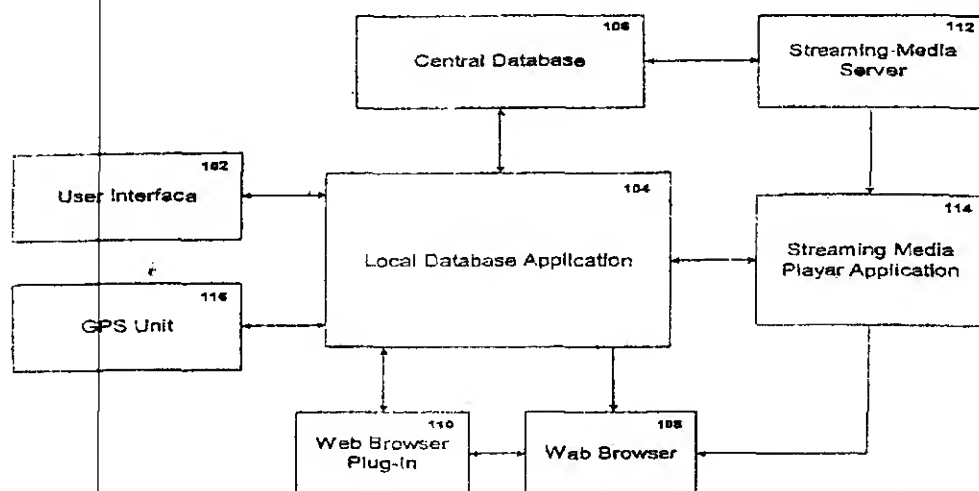 106
Central Database
112
Streaming-Media
Server
102
User Interfaca
104
Local Database Application
114
Streaming Media
Playar Application
116
GPS Unit
110
Web Browser
Plug-In
108
Wab Browser